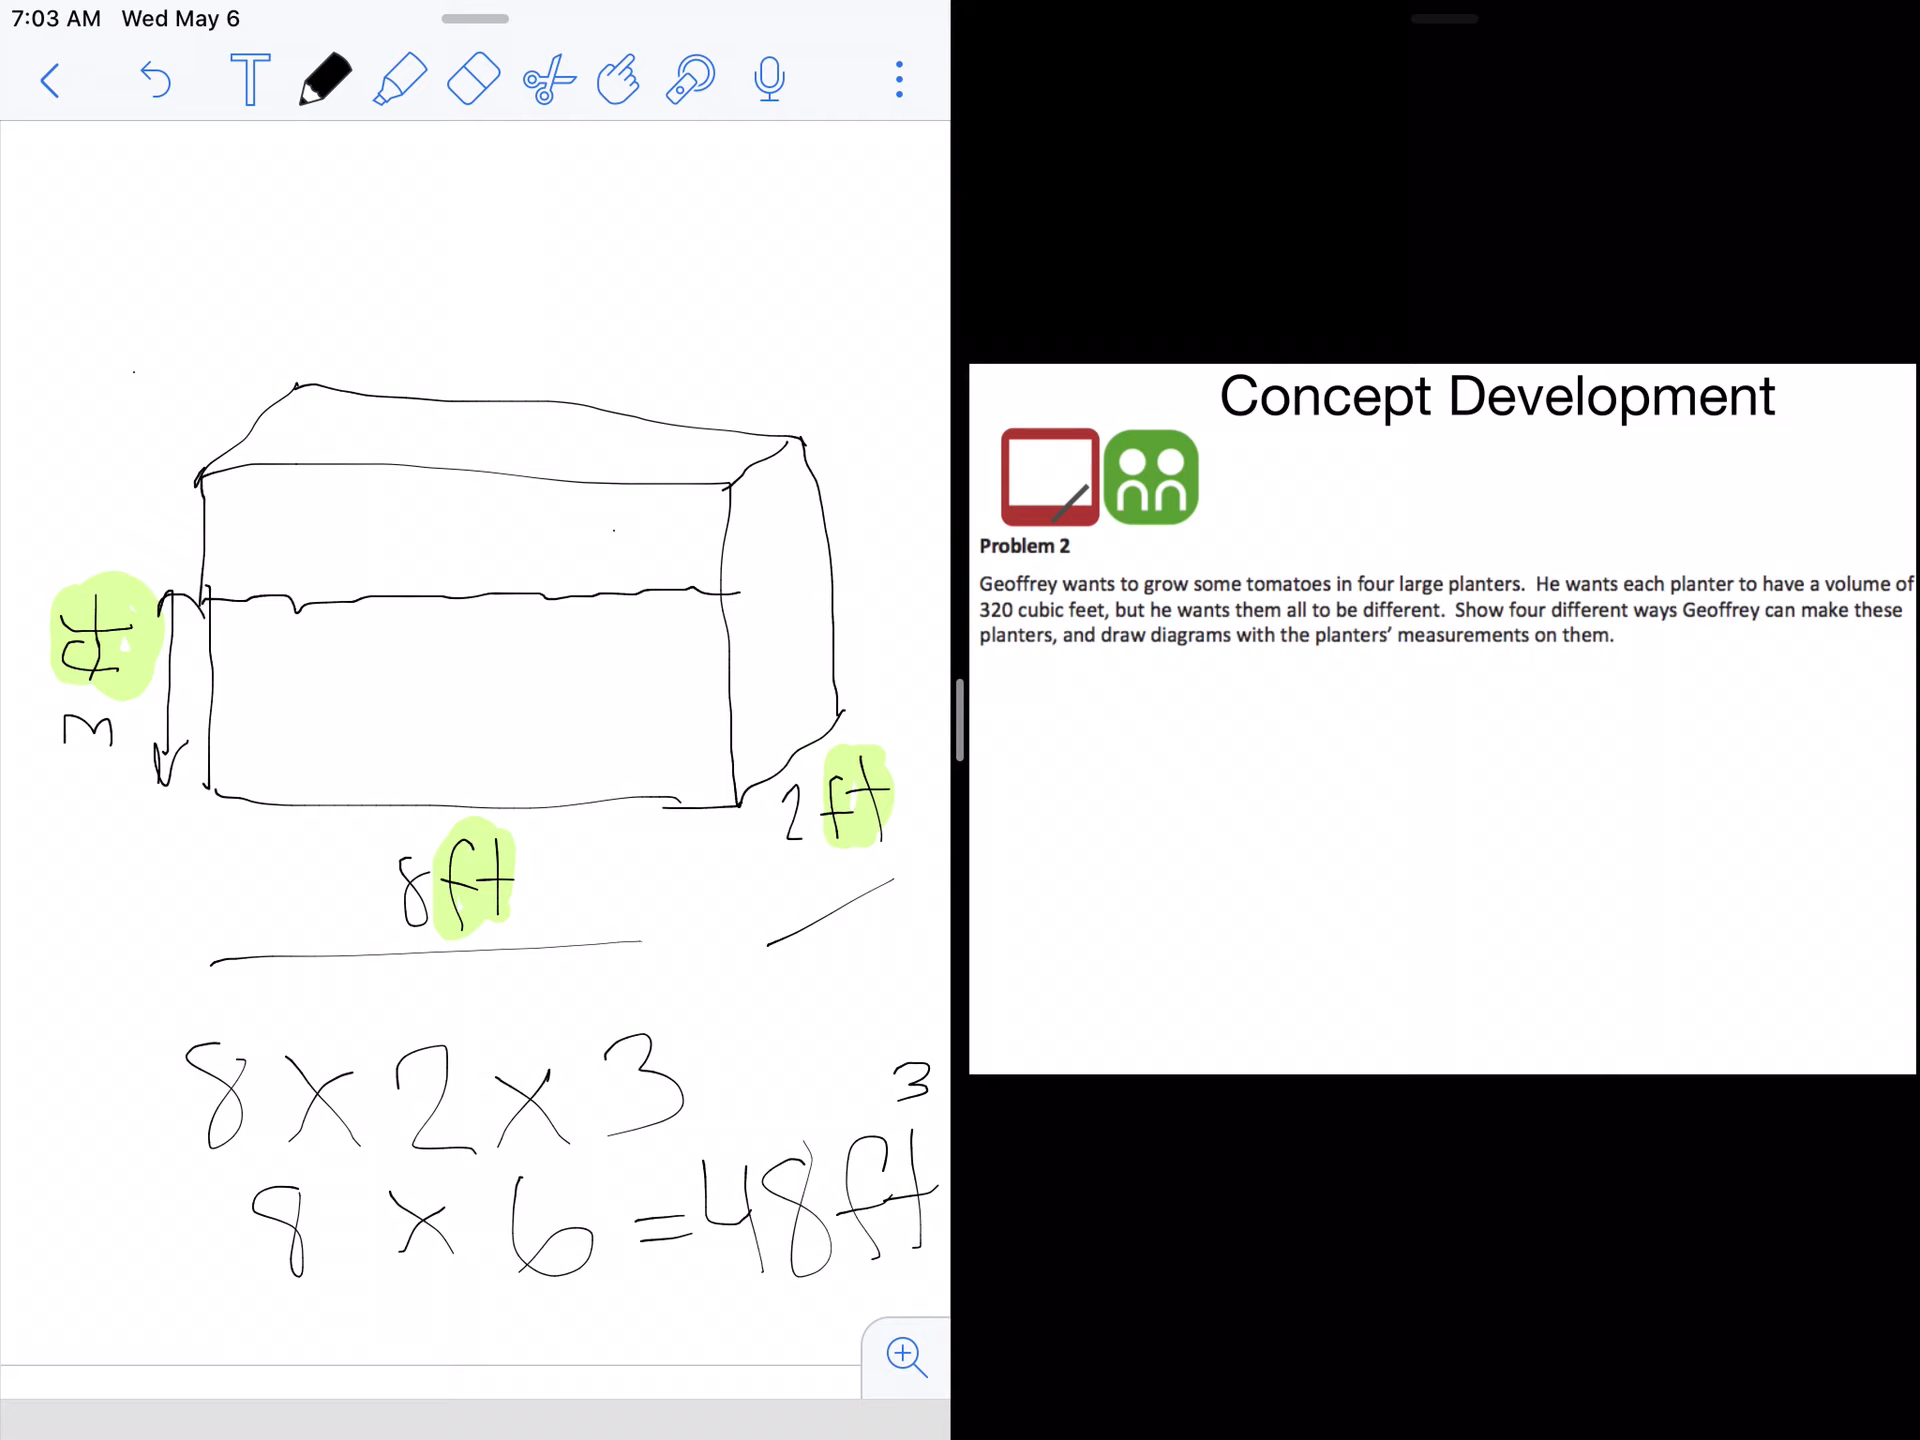 7:03 AM Wed May 6
T
ft
3
2 ft
8 ft
8 x 2 x 3
3
8 x 6 = 48 ft
Concept Development
Problem 2
Geoffrey wants to grow some tomatoes in four large planters. He wants each planter to have a volume of
320 cubic feet, but he wants them all to be different. Show four different ways Geoffrey can make these
planters, and draw diagrams with the planters’ measurements on them.